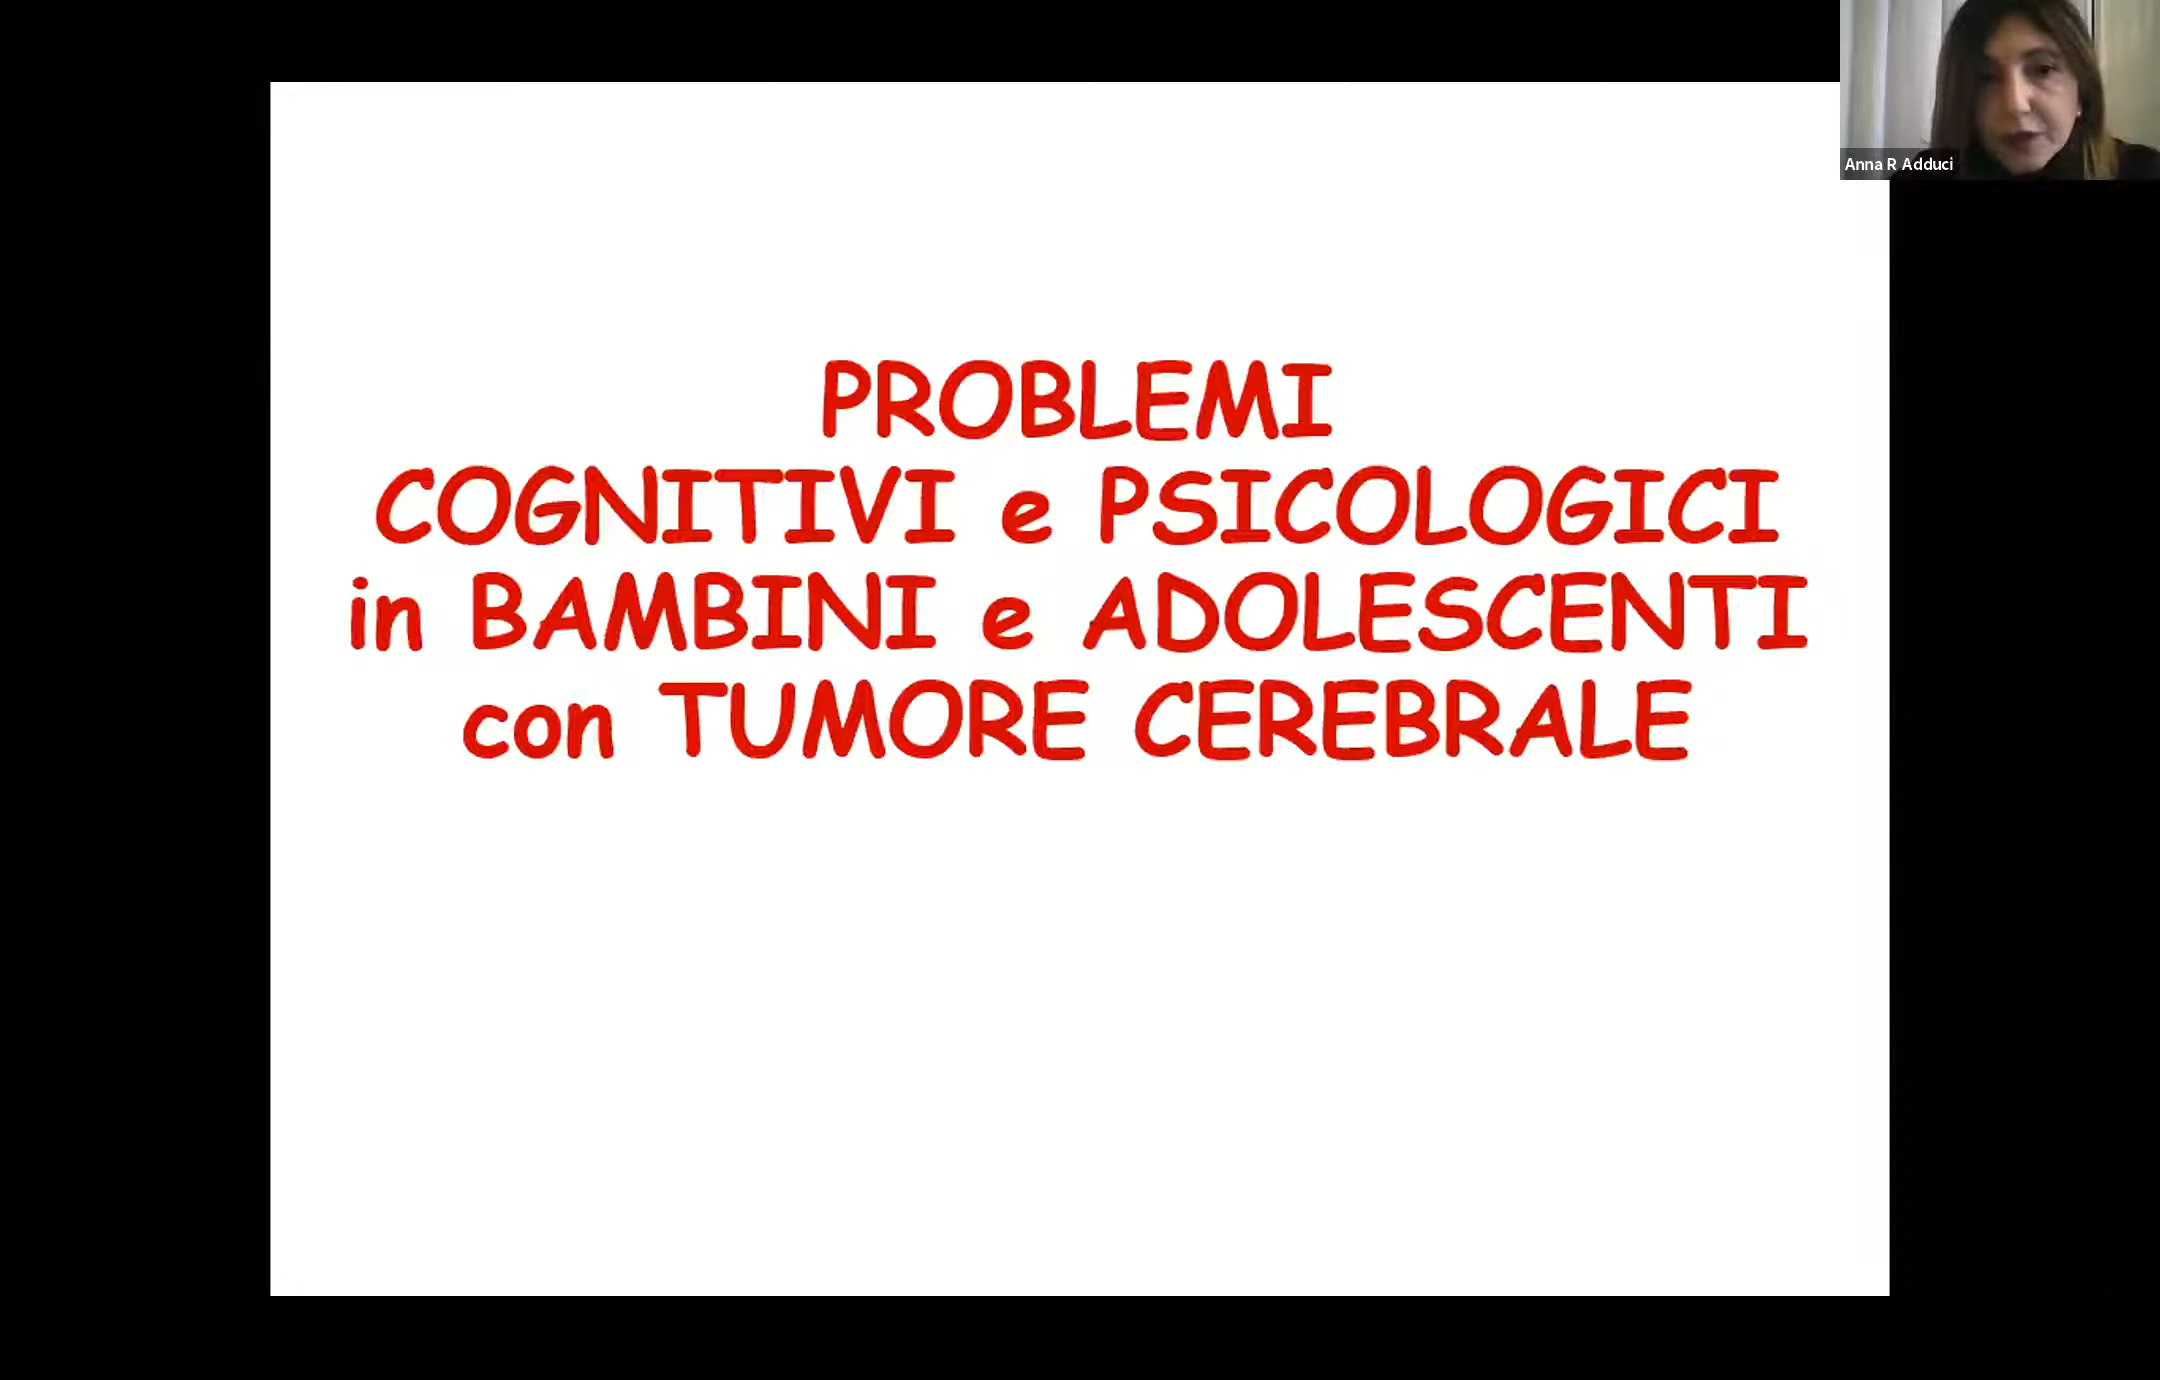 Anna R Adduci
PROBLEMI
COGNITIVI e PSICOLOGICI
in BAMBINI e ADOLESCENTI
con TUMORE CEREBRALE